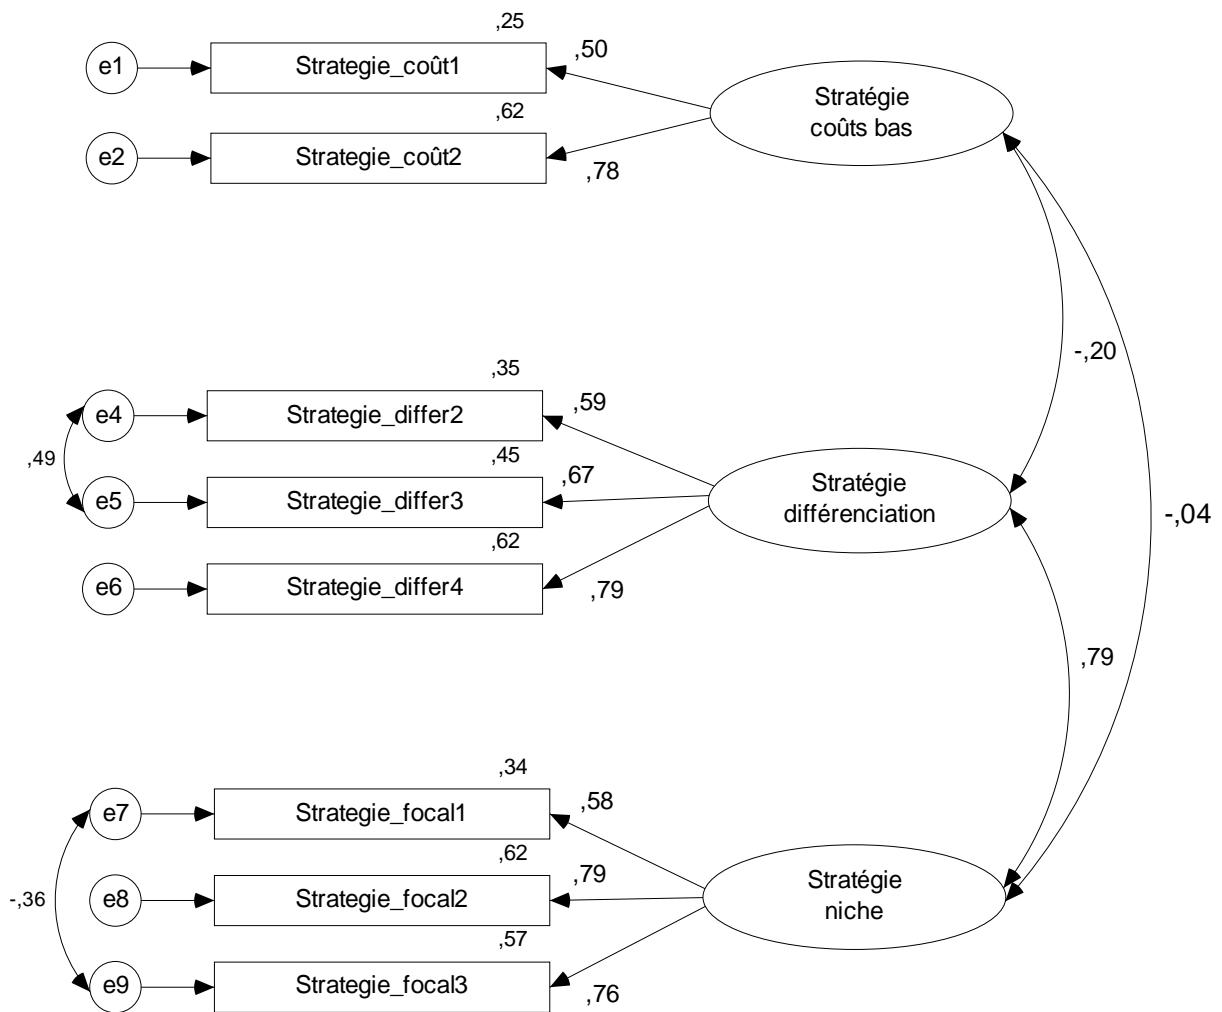 ,25
e1
Strategie_coût1
,50
Stratégie
coûts bas
,62
e2
Strategie_coût2
,78
-,20
-,04
,35
e4
Strategie_differ2
,59
,49
,45
e5
Strategie_differ3
,67
Stratégie
différenciation
,62
e6
Strategie_differ4
,79
,79
,34
e7
Strategie_focal1
,58
-,36
,62
e8
Strategie_focal2
,79
Stratégie
niche
,57
e9
Strategie_focal3
,76